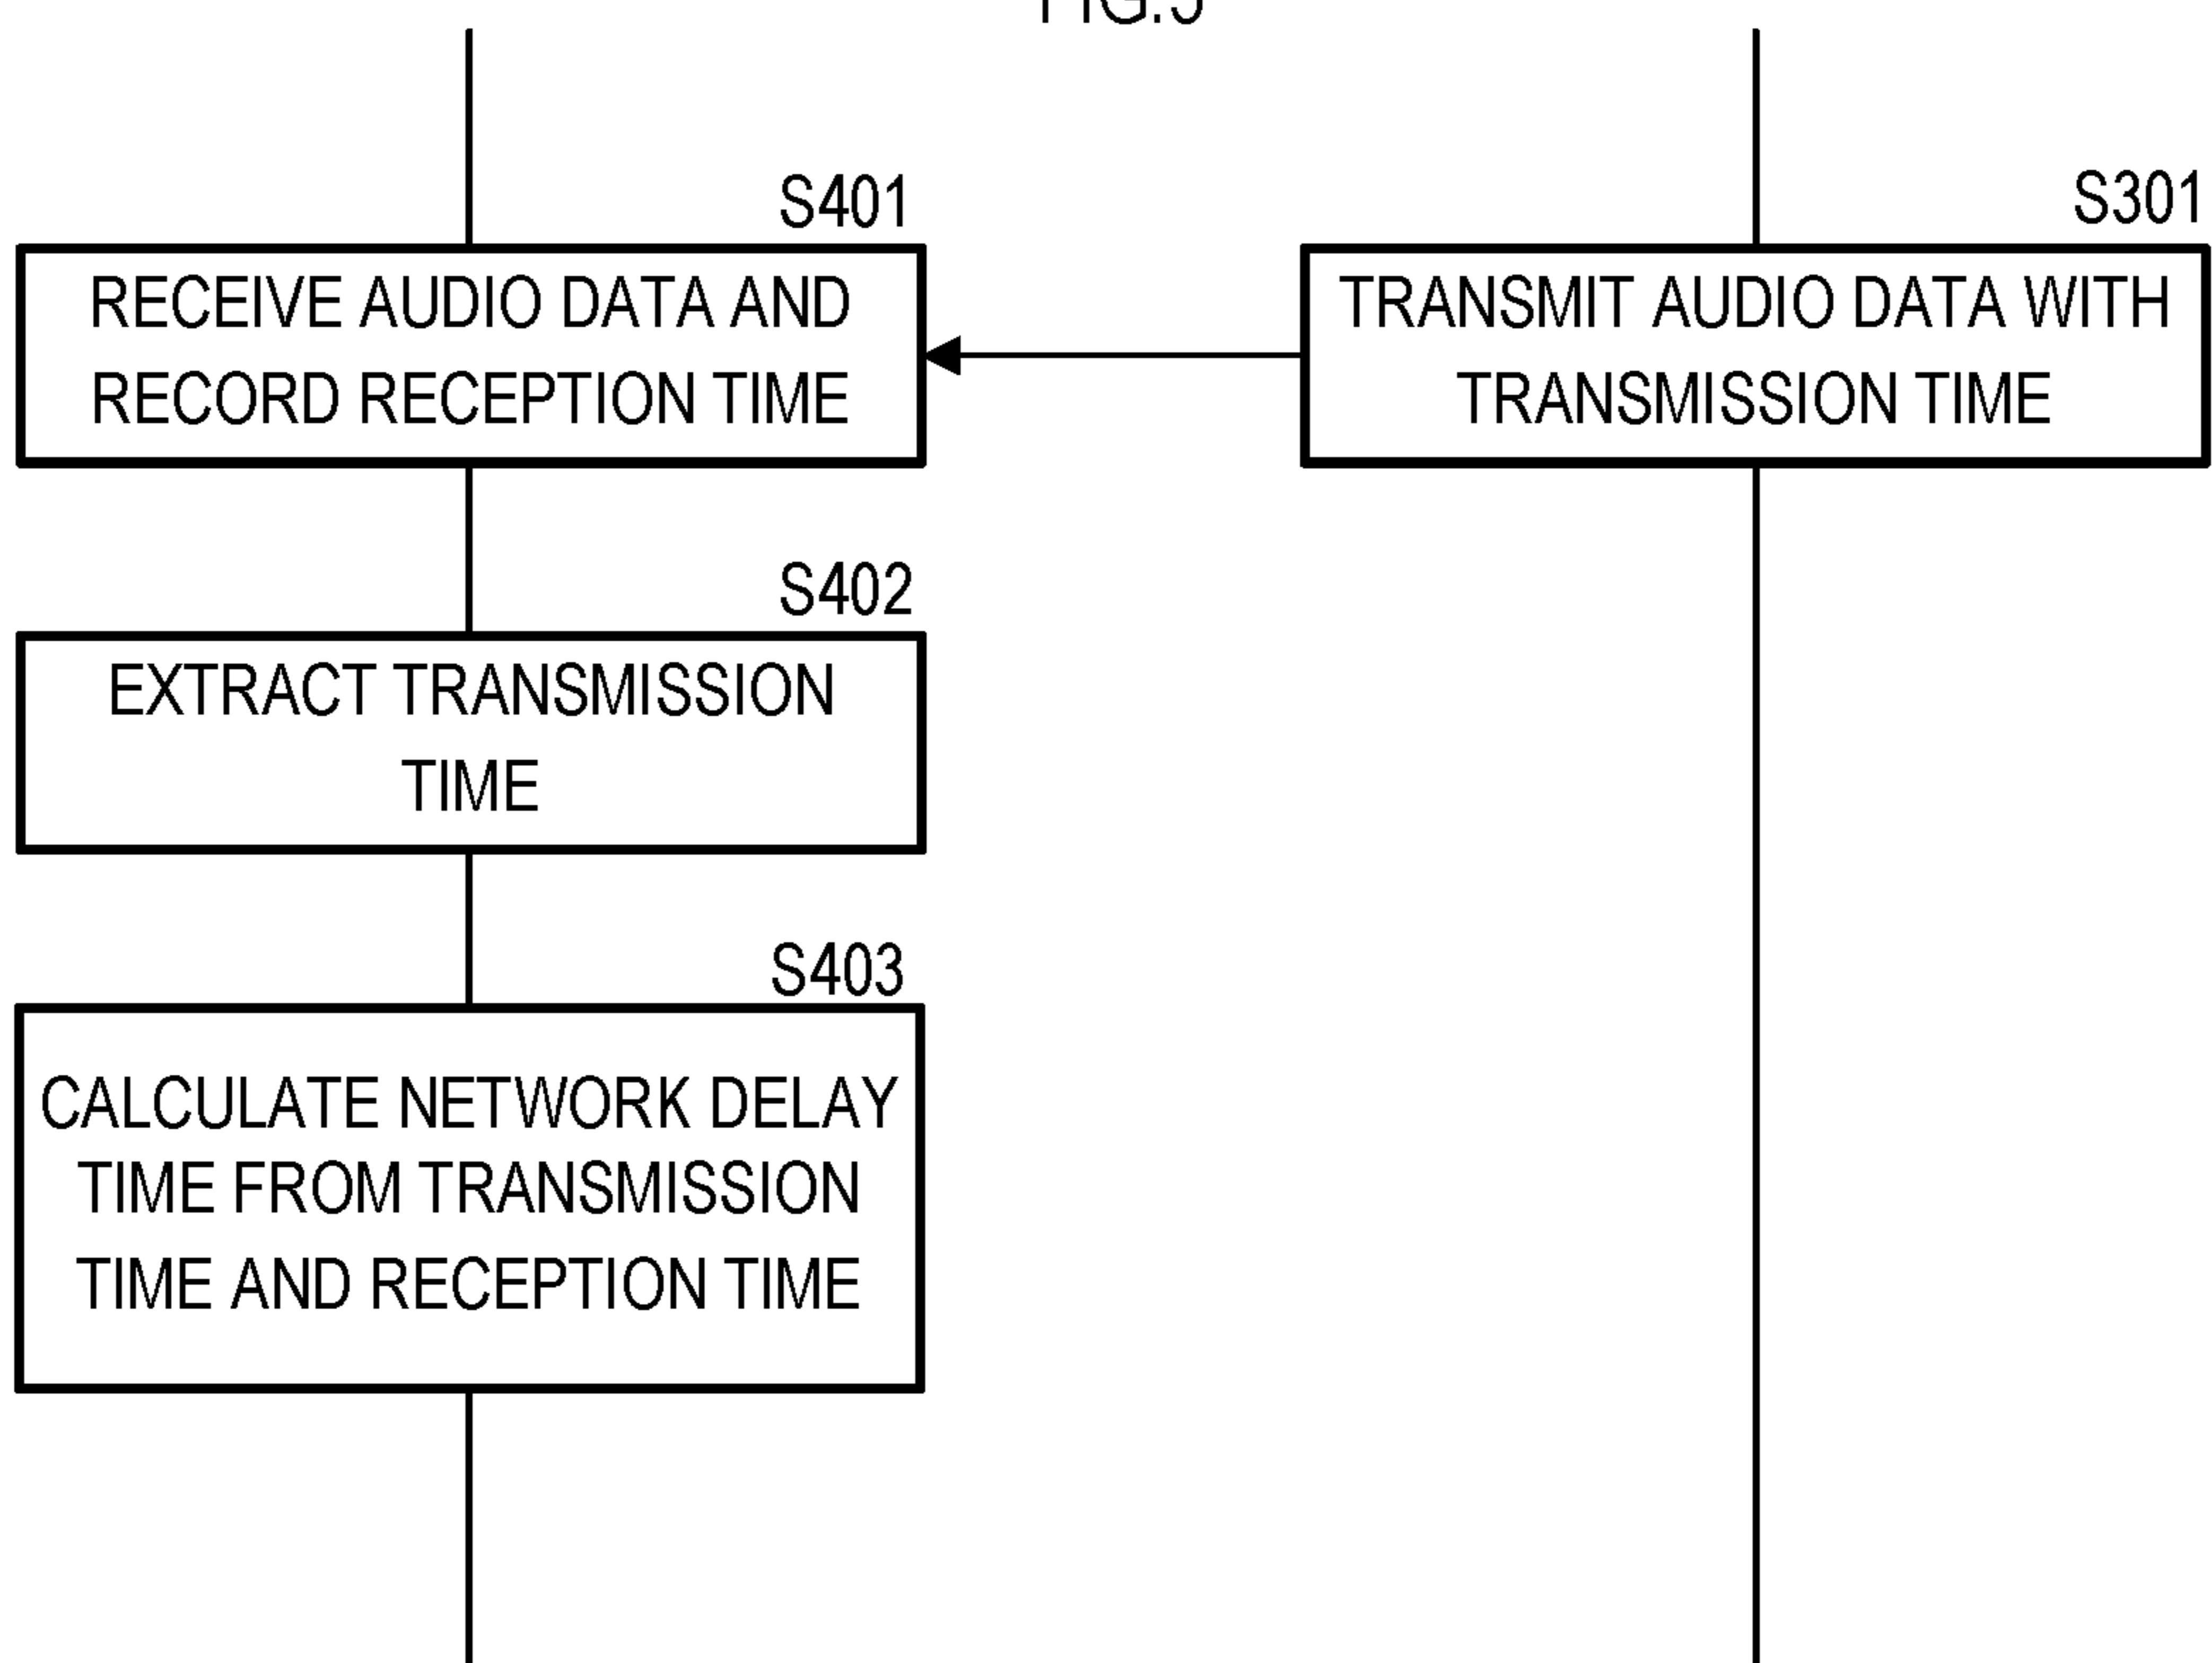 S401
RECEIVE AUDIO DATA AND
RECORD RECEPTION TIME
S301
TRANSMIT AUDIO DATA WITH
TRANSMISSION TIME
S402
EXTRACT TRANSMISSION
TIME
S403
CALCULATE NETWORK DELAY
TIME FROM TRANSMISSION
TIME AND RECEPTION TIME